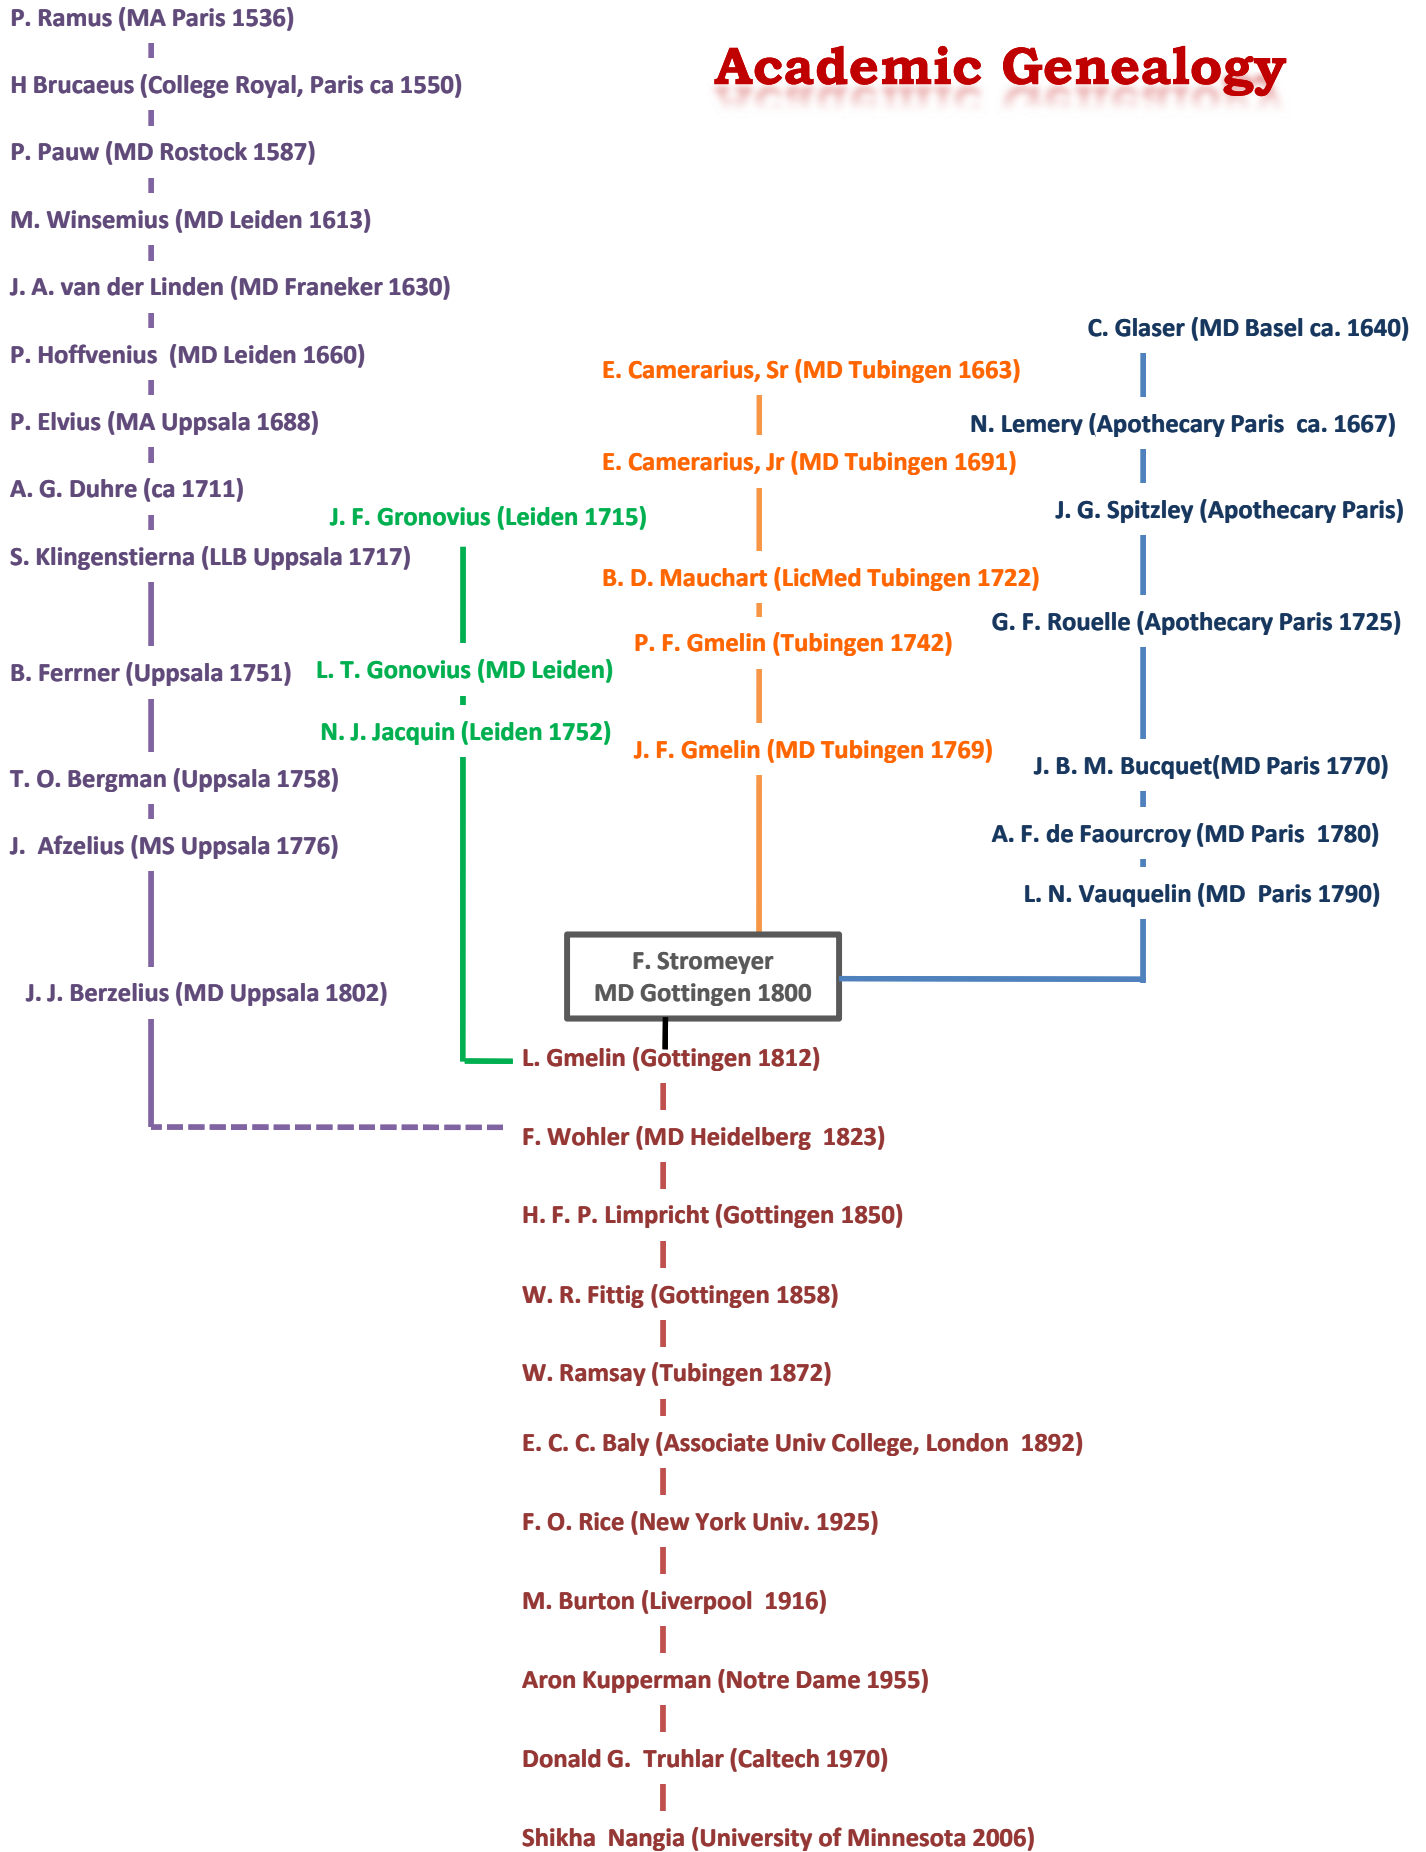 Academic Genealogy
P. Ramus (MA Paris 1536)
H Brucaeus (College Royal, Paris ca 1550)
P. Pauw (MD Rostock 1587)
M. Winsemius (MD Leiden 1613)
J. A. van der Linden (MD Franeker 1630)
P. Hoffvenius  (MD Leiden 1660)
P. Elvius (MA Uppsala 1688)
A. G. Duhre (ca 1711)
S. Klingenstierna (LLB Uppsala 1717)
B. Ferrner (Uppsala 1751)
T. O. Bergman (Uppsala 1758)
J.  Afzelius (MS Uppsala 1776)
J. J. Berzelius (MD Uppsala 1802)
J. F. Gronovius (Leiden 1715)
L. T. Gonovius (MD Leiden)
N. J. Jacquin (Leiden 1752)
E. Camerarius, Sr (MD Tubingen 1663)
E. Camerarius, Jr (MD Tubingen 1691)
B. D. Mauchart (LicMed Tubingen 1722)
P. F. Gmelin (Tubingen 1742)
J. F. Gmelin (MD Tubingen 1769)
C. Glaser (MD Basel ca. 1640)
N. Lemery (Apothecary Paris  ca. 1667)
J. G. Spitzley (Apothecary Paris)
G. F. Rouelle (Apothecary Paris 1725)
J. B. M. Bucquet(MD Paris 1770)
A. F. de Faourcroy (MD Paris  1780)
L. N. Vauquelin (MD  Paris 1790)
F. Stromeyer
MD Gottingen 1800
L. Gmelin (Gottingen 1812)
F. Wohler (MD Heidelberg  1823)
H. F. P. Limpricht (Gottingen 1850)
W. R. Fittig (Gottingen 1858)
W. Ramsay (Tubingen 1872)
E. C. C. Baly (Associate Univ College, London  1892)
F. O. Rice (New York Univ. 1925)
M. Burton (Liverpool  1916)
Aron Kupperman (Notre Dame 1955)
Donald G.  Truhlar (Caltech 1970)
Shikha  Nangia (University of Minnesota 2006)